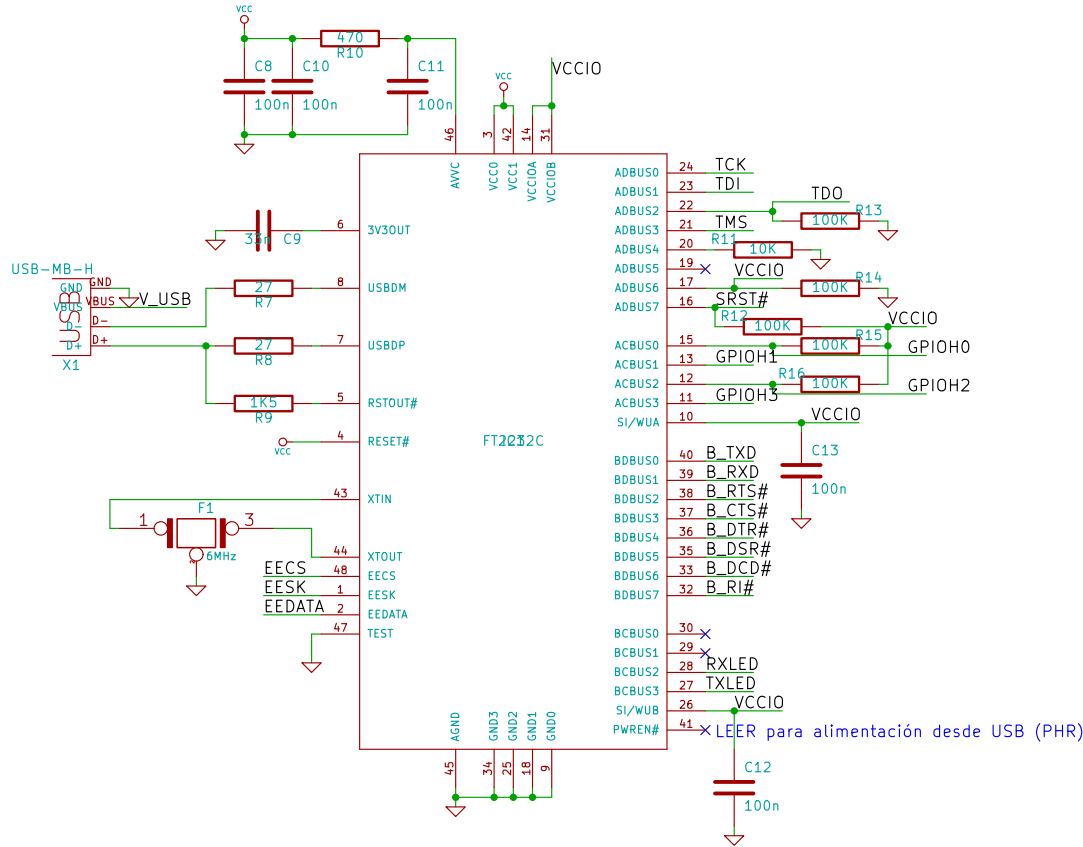 VCC
470
R10
C8
C10
C11
100n
100n
100n
VCC
VCCIO
46
3
42
14
31
AVVC
VCC0
VCC1
VCCIOA
VCCIOB
33n
C9
6
3V3OUT
USB-MB-H
GND
VBUS
D-
D+
USB
GND
VBUS
D-
D+
X1
V_USB
27
R7
8
USBDM
27
R8
7
USBDP
1K5
R9
5
RSTOUT#
VCC
4
RESET#
43
XTIN
F1
1
3
2
6MHz
44
XTOUT
EECS
48
EECS
EESK
1
EESK
EEDATA
2
EEDATA
47
TEST
FT2232C
ADBUS0
24
TCK
ADBUS1
23
TDI
ADBUS2
22
TDO
100K
R13
ADBUS3
21
TMS
ADBUS4
20
R11
10K
ADBUS5
19
ADBUS6
17
VCCIO
100K
R14
ADBUS7
16
SRST#
R12
100K
VCCIO
ACBUS0
15
100K
R15
GPIOH0
ACBUS1
13
GPIOH1
ACBUS2
12
R16
100K
GPIOH2
ACBUS3
11
GPIOH3
SI/WUA
10
VCCIO
C13
100n
BDBUS0
40
B_TXD
BDBUS1
39
B_RXD
BDBUS2
38
B_RTS#
BDBUS3
37
B_CTS#
BDBUS4
36
B_DTR#
BDBUS5
35
B_DSR#
BDBUS6
33
B_DCD#
BDBUS7
32
B_RI#
BCBUS0
30
BCBUS1
29
BCBUS2
28
RXLED
BCBUS3
27
TXLED
SI/WUB
26
VCCIO
PWREN#
41
LEER para alimentación desde USB (PHR)
C12
100n
AGND
GND3
GND2
GND1
GND0
45
34
25
18
9